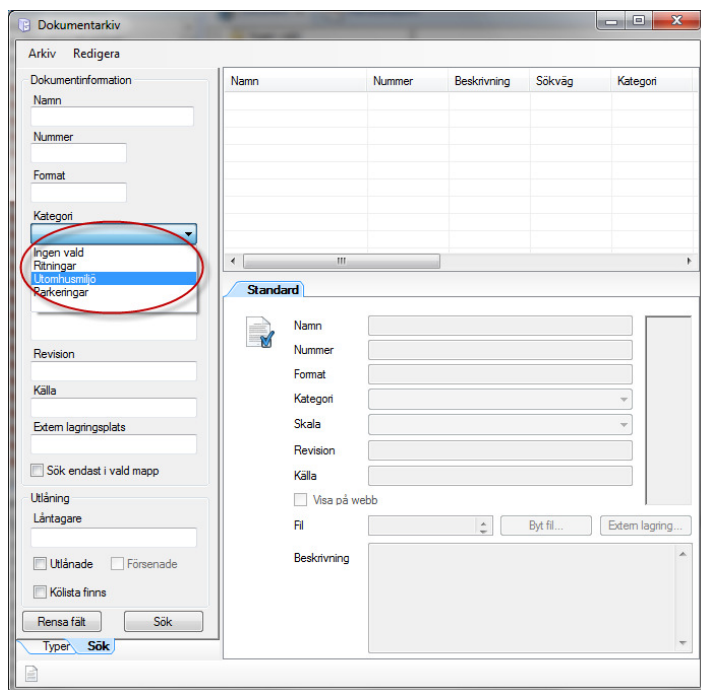 Dokumentarkiv
Arkiv Redigera
Dokumentinformation
Namn
Nummer
Format
Kategori
Ingen vald
Ritningar
Utomhusmiljö
Parkeringar
Revision
Källa
Extern lagringsplats
Sök endast i vald mapp
Utlåning
Låntagare
Utlånade Försenade
Kölista finns
Rensa fält Sök
Typer Sök
Namn Nummer Beskrivning Sökväg Kategori
Standard
Namn
Nummer
Format
Kategori
Skala
Revision
Källa
Visa på webb
Fil Byt fil... Extern lagring...
Beskrivning